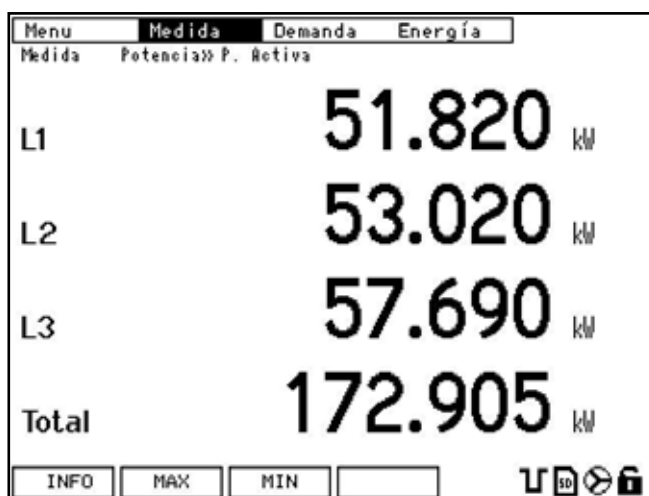 Menu Medida Demanda Energía
Medida Potencia» P. Activa
L1 51.820 kW
L2 53.020 kW
L3 57.690 kW
Total 172.905 kW
INFO MAX MIN SD